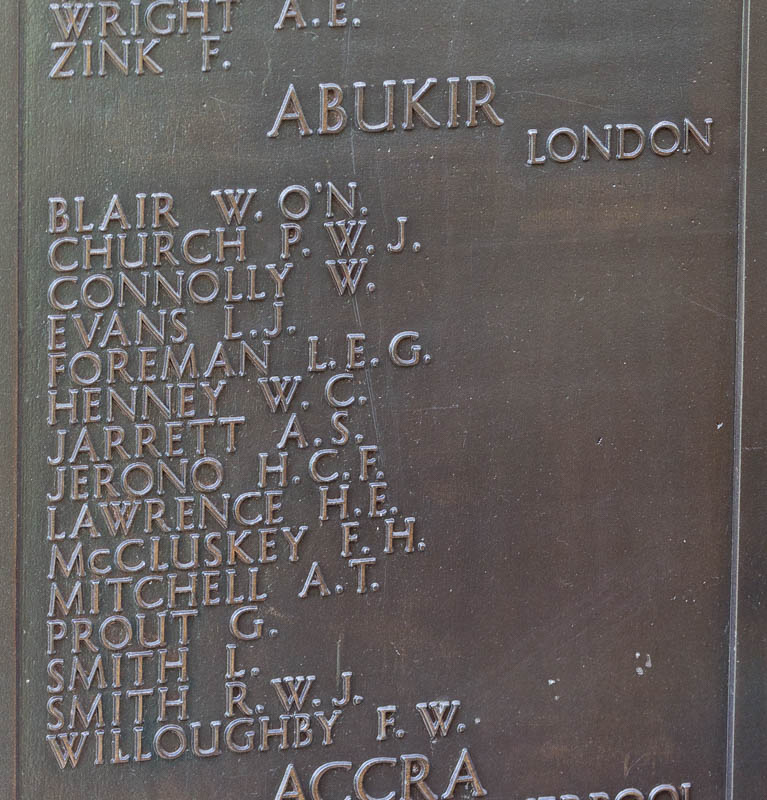 WRIGHT A.E.
ZINK F.
ABUKIR
LONDON
BLAIR W. O'N.
CHURCH P. W. J.
CONNOLLY W.
EVANS L.J.
FOREMAN L.E.G.
HENNEY W. C.
JARRETT A.S.
JERONO H.C.F.
LAWRENCE H.E.
McCLUSKEY F. H.
MITCHELL A.T.
PROUT G.
SMITH L.
SMITH R.W.J.
WILLOUGHBY F. W.
ACCRA